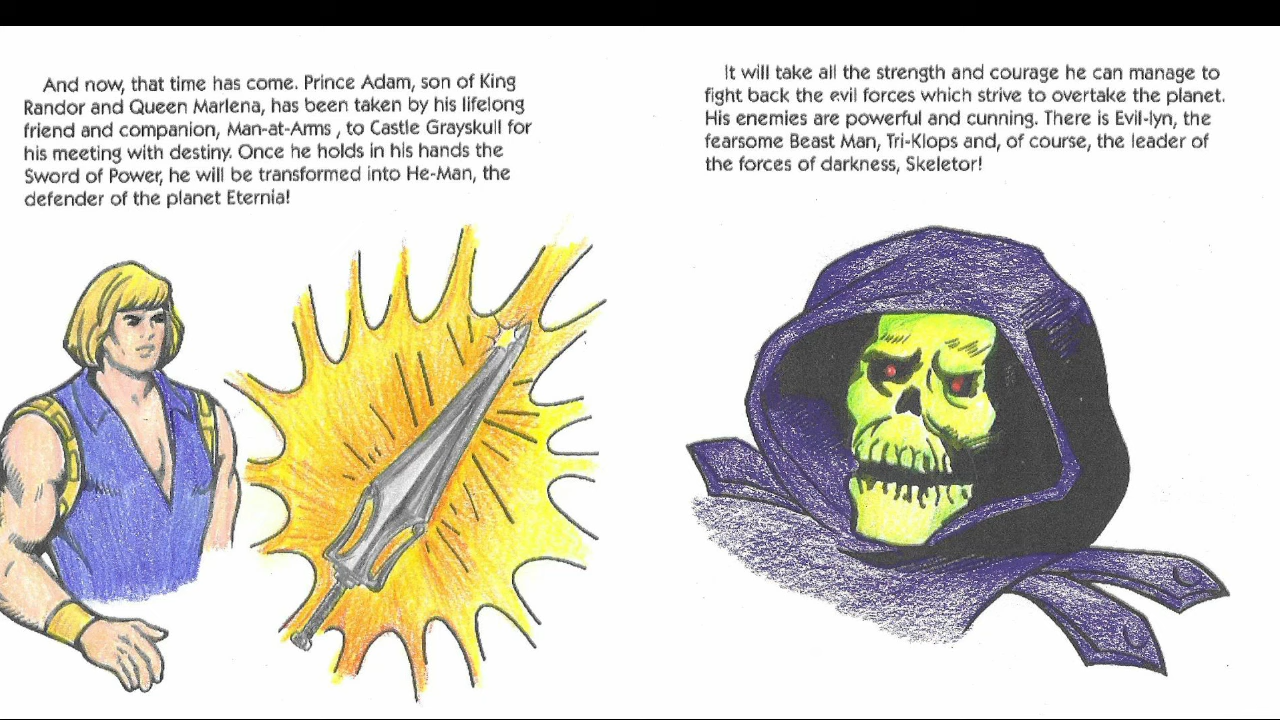 And now, that time has come. Prince Adam, son of King
Randor and Queen Marlena, has been taken by his lifelong
friend and companion, Man-at-Arms , to Castle Grayskull for
his meeting with destiny. Once he holds in his hands the
Sword of Power, he will be transformed into He-Man, the
defender of the planet Eternia!
It will take all the strength and courage he can manage to
fight back the evil forces which strive to overtake the planet.
His enemies are powerful and cunning. There is Evil-lyn, the
fearsome Beast Man, Tri-Klops and, of course, the leader of
the forces of darkness, Skeletor!